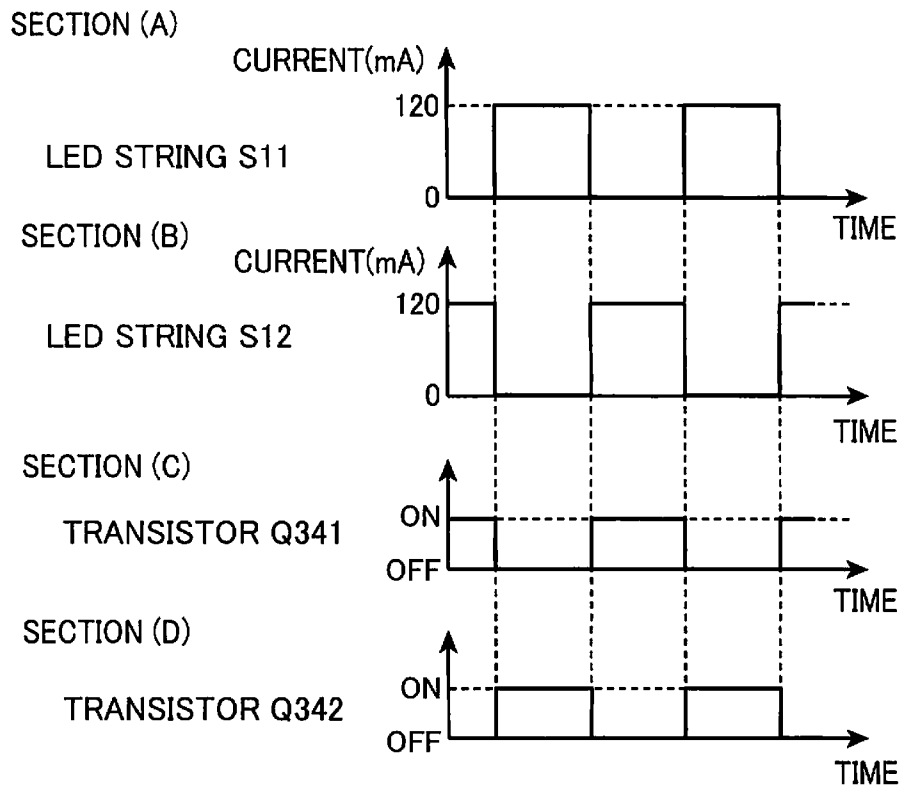 SECTION (A)
CURRENT(mA)
120
LED STRING S11
0
TIME
SECTION (B)
CURRENT(mA)
120
LED STRING S12
0
TIME
SECTION (C)
ON
TRANSISTOR Q341
OFF
TIME
SECTION (D)
ON
TRANSISTOR Q342
OFF
TIME